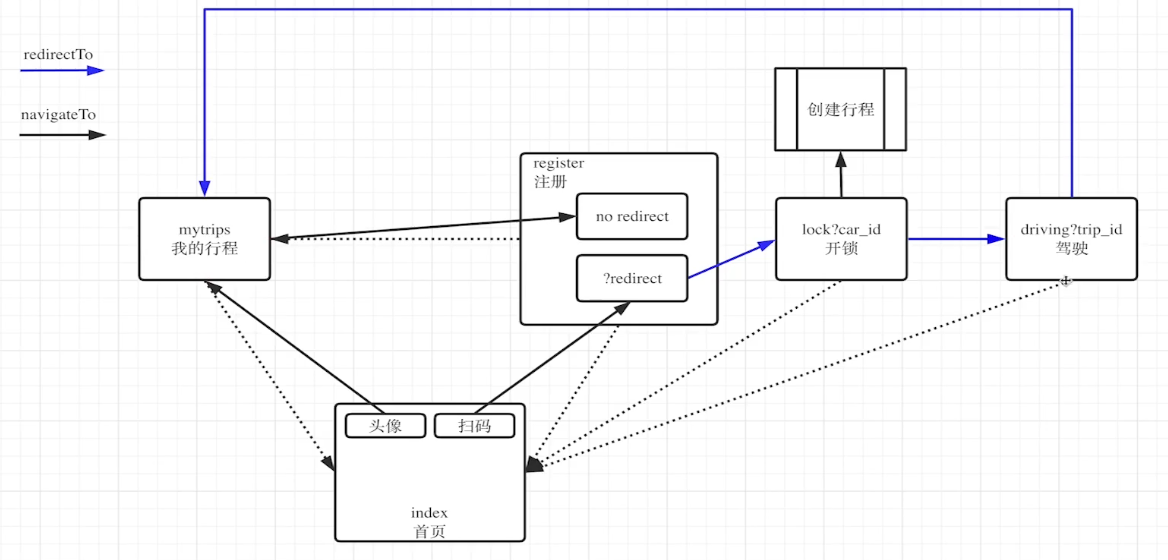 redirectTo
navigateTo
创建行程
register
注册
no redirect
?redirect
mytrips
我的行程
lock?car_id
开锁
driving?trip_id
驾驶
头像
扫码
index
首页